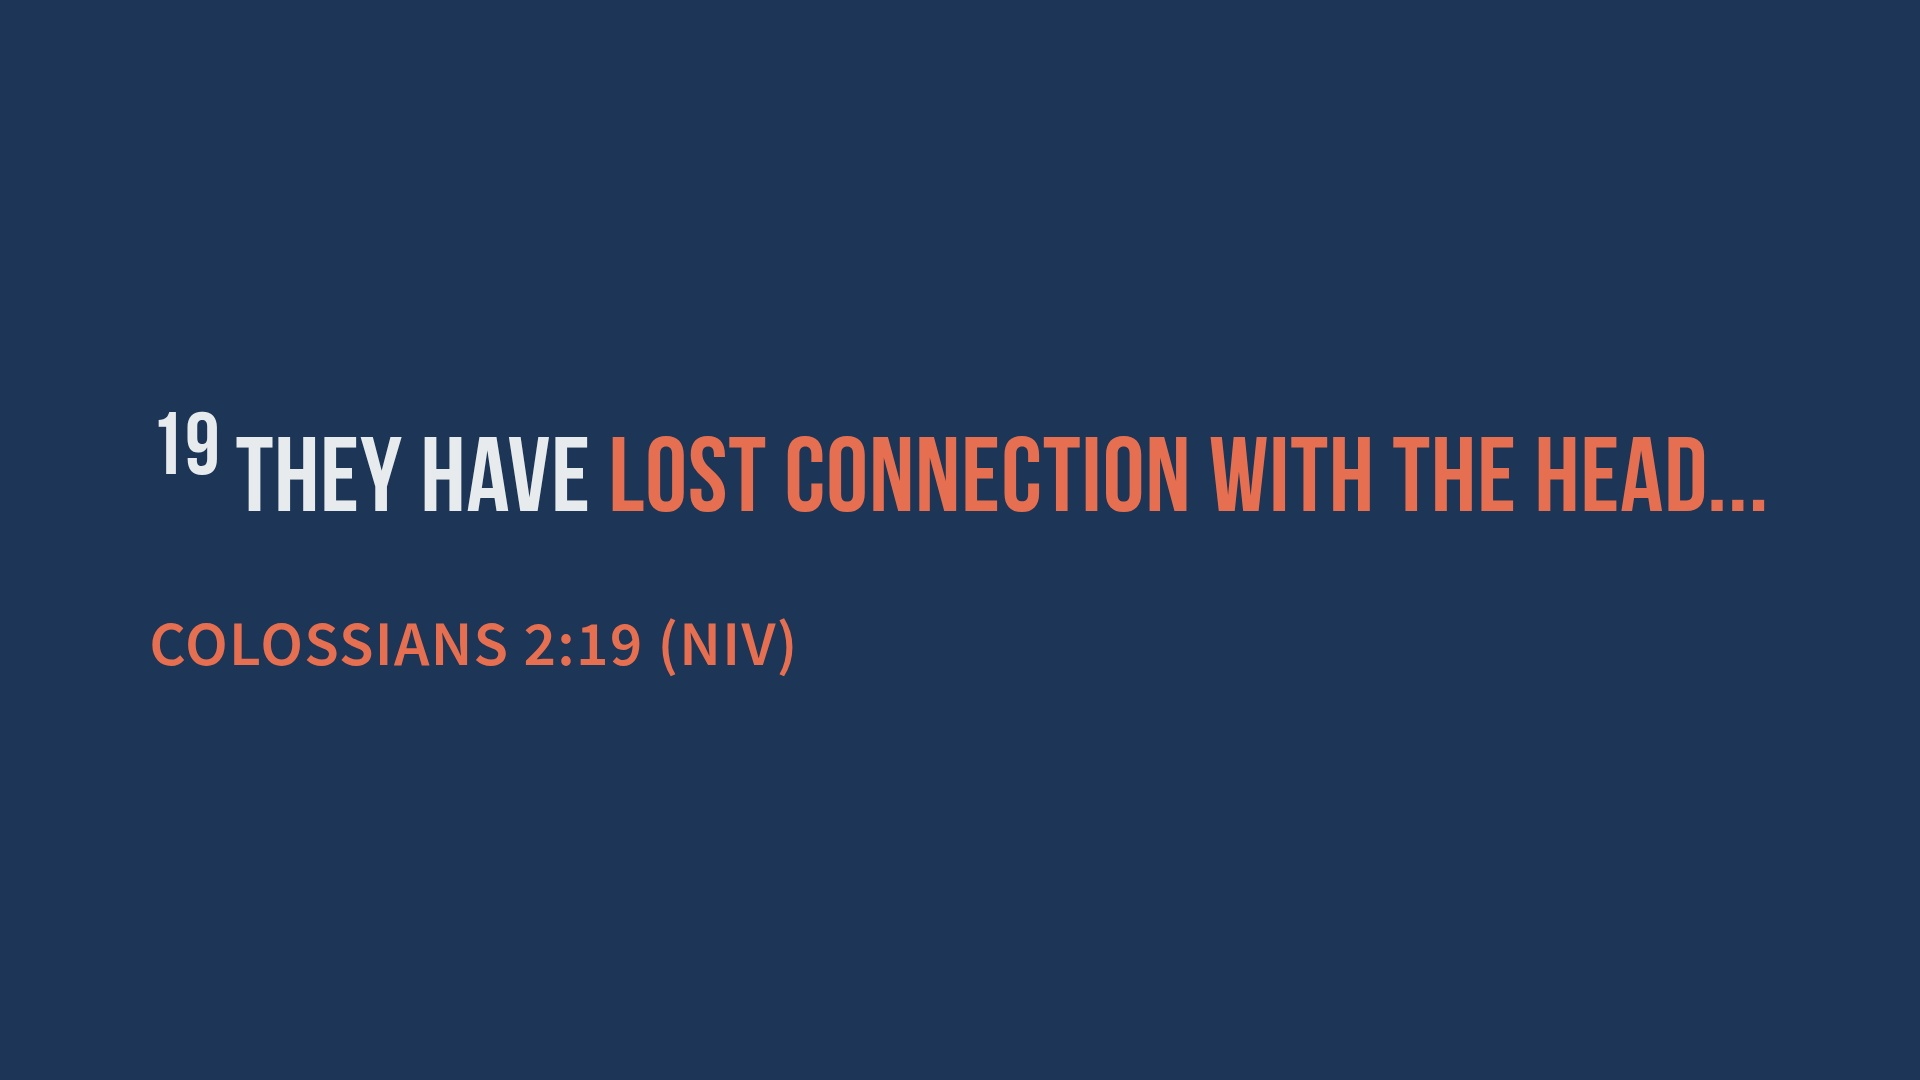 19 THEY HAVE LOST CONNECTION WITH THE HEAD...
COLOSSIANS 2:19 (NIV)